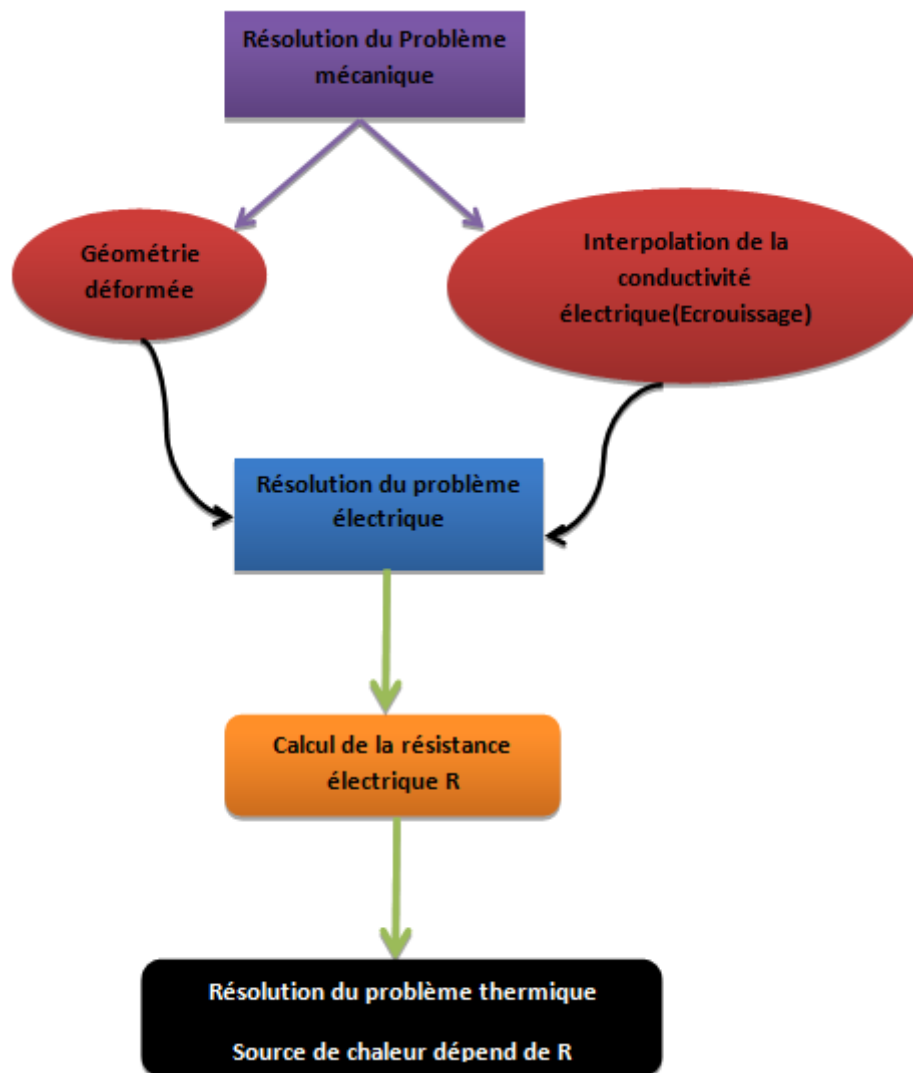 Résolution du Problème
mécanique
Géométrie
déformée
Interpolation de la
conductivité
électrique(Ecrouissage)
Résolution du problème
électrique
Calcul de la résistance
électrique R
Résolution du problème thermique
Source de chaleur dépend de R